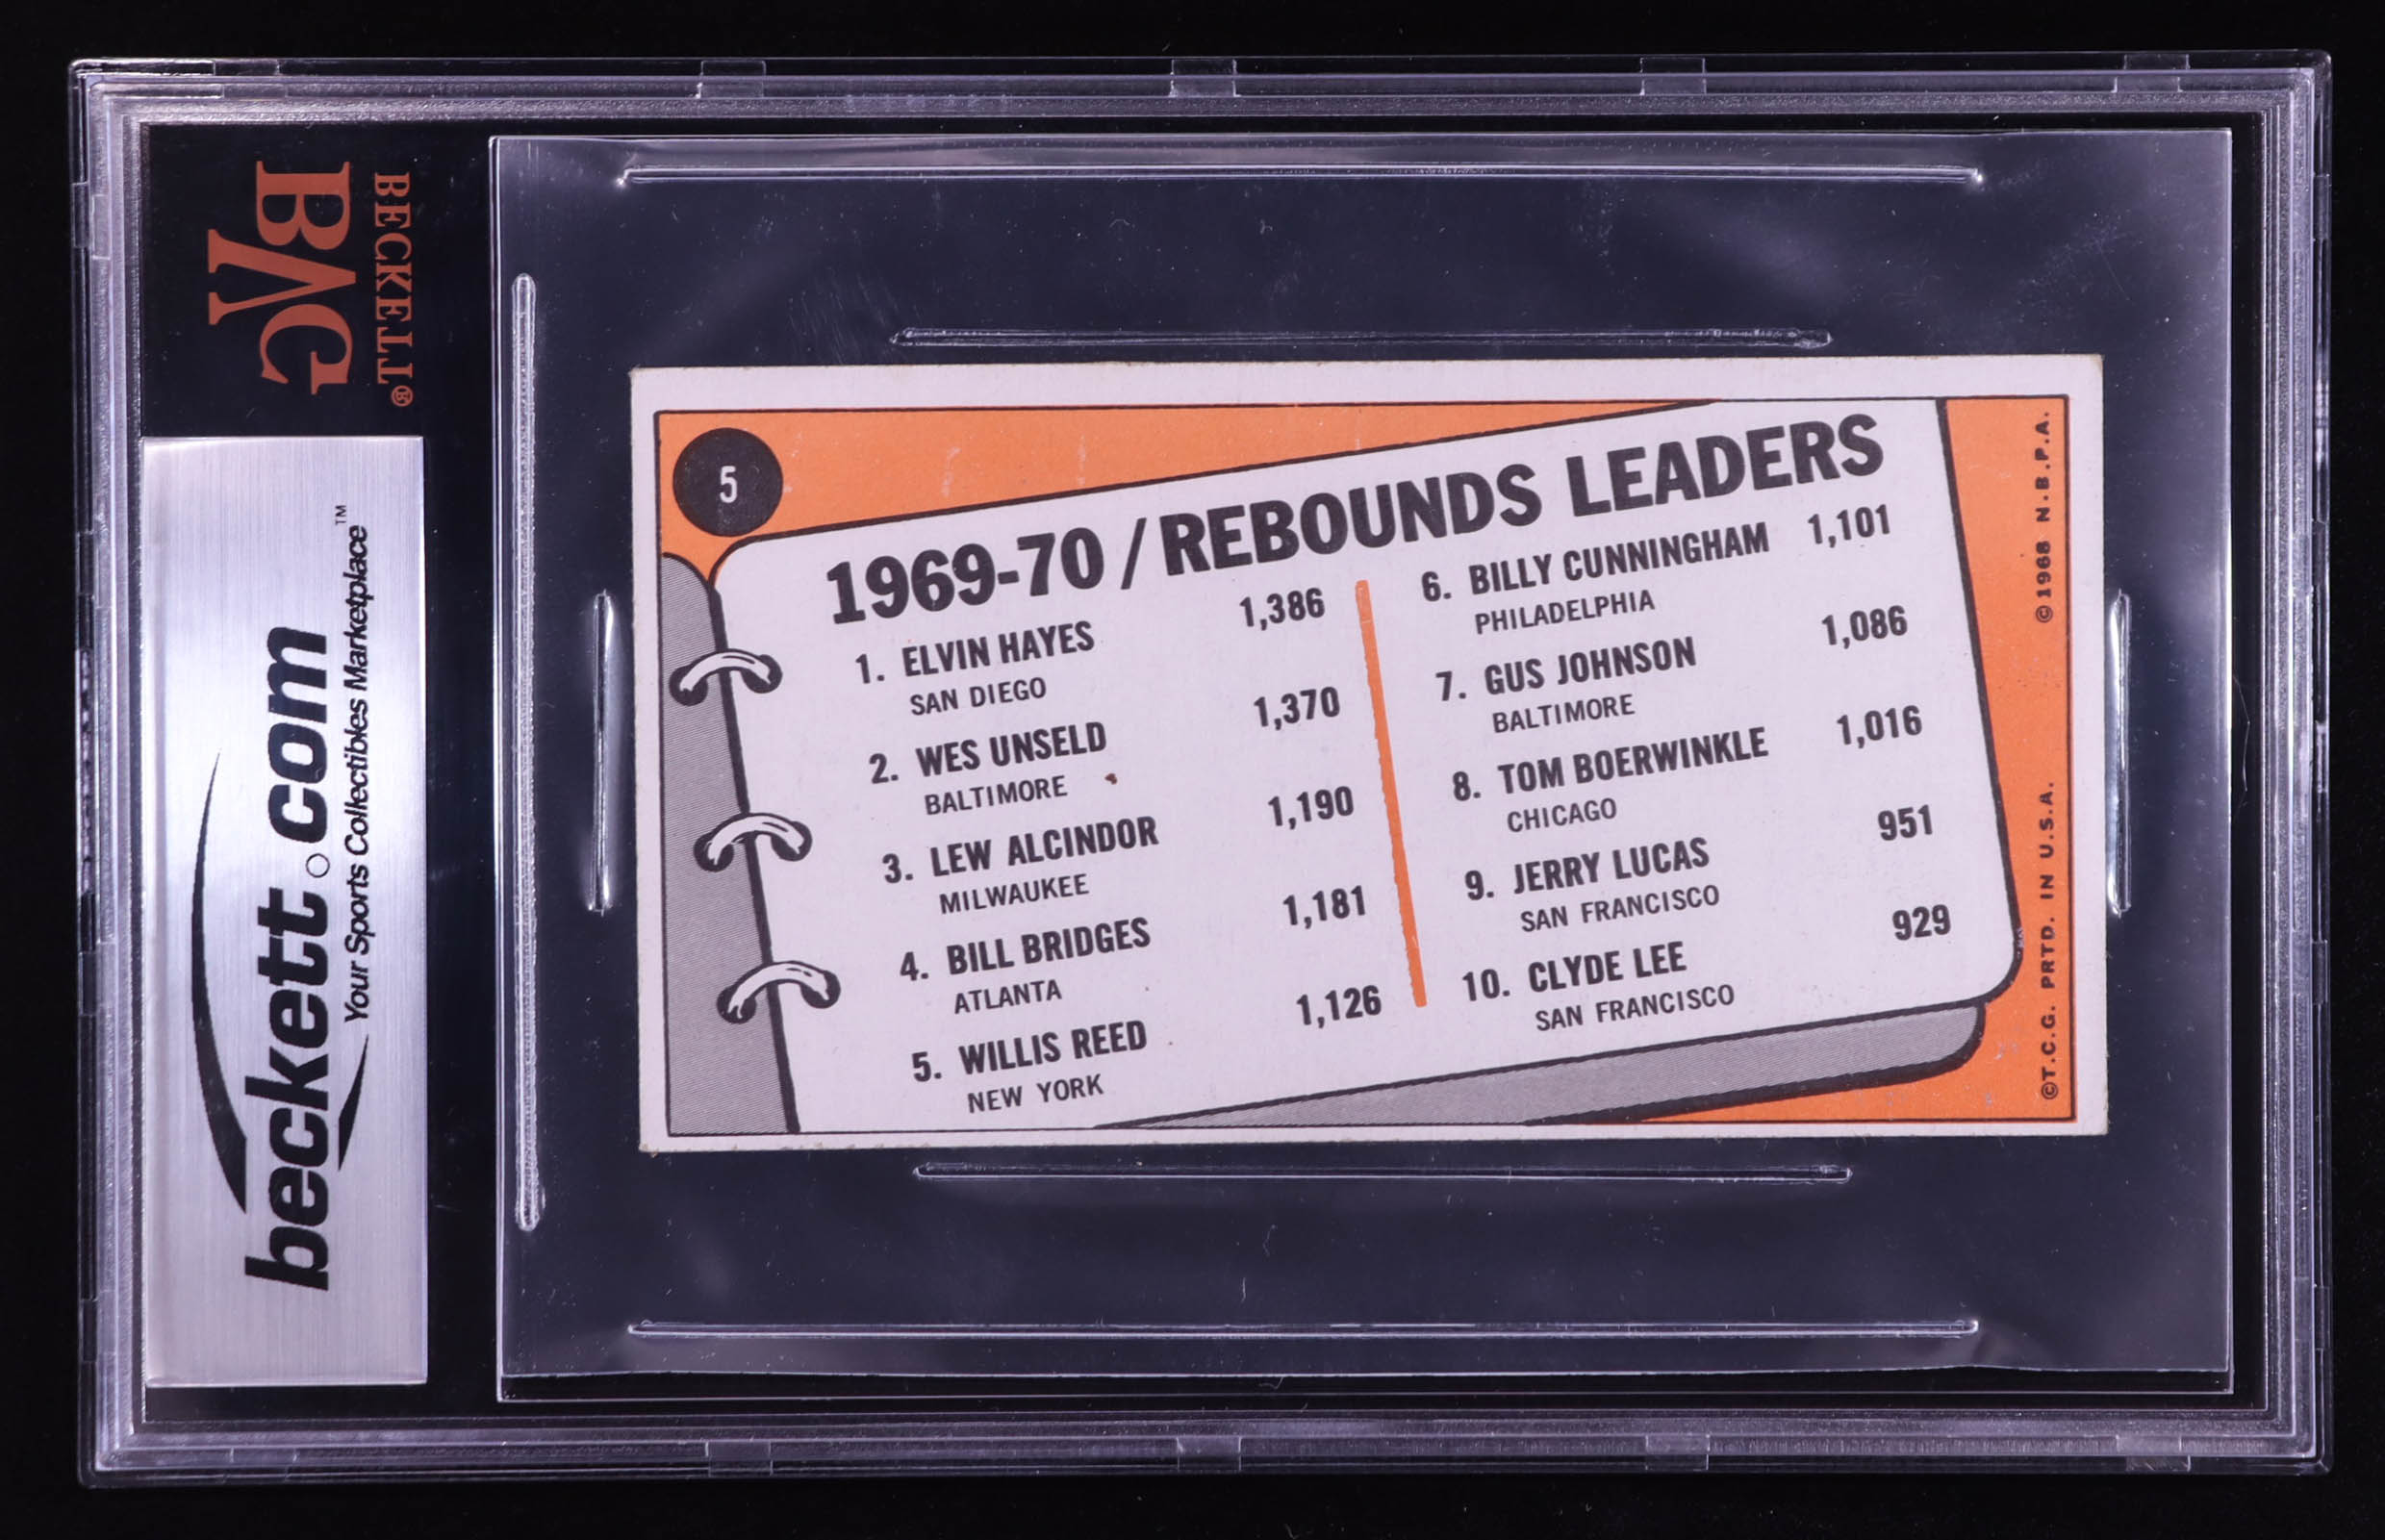 BECKETT®
BVG
beckett.com
Your Sports Collectibles Marketplace™
5
1969-70/REBOUNDS LEADERS
1. ELVIN HAYES 1,386
SAN DIEGO
2. WES UNSELD 1,370
BALTIMORE
3. LEW ALCINDOR 1,190
MILWAUKEE
4. BILL BRIDGES 1,181
ATLANTA
5. WILLIS REED 1,126
NEW YORK
6. BILLY CUNNINGHAM 1,101
PHILADELPHIA
7. GUS JOHNSON 1,086
BALTIMORE
8. TOM BOERWINKLE 1,016
CHICAGO
9. JERRY LUCAS 951
SAN FRANCISCO
10. CLYDE LEE 929
SAN FRANCISCO
©T.C.G. PRTD. IN U.S.A. ©1968 N.B.P.A.